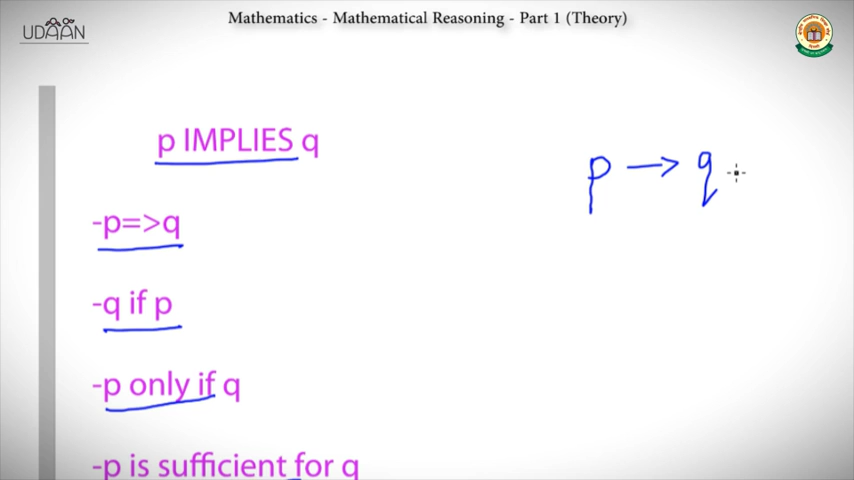 UDAAN
Mathematics - Mathematical Reasoning - Part 1 (Theory)
p IMPLIES q
p → q
-p=>q
-q if p
-p only if q
-p is sufficient for q